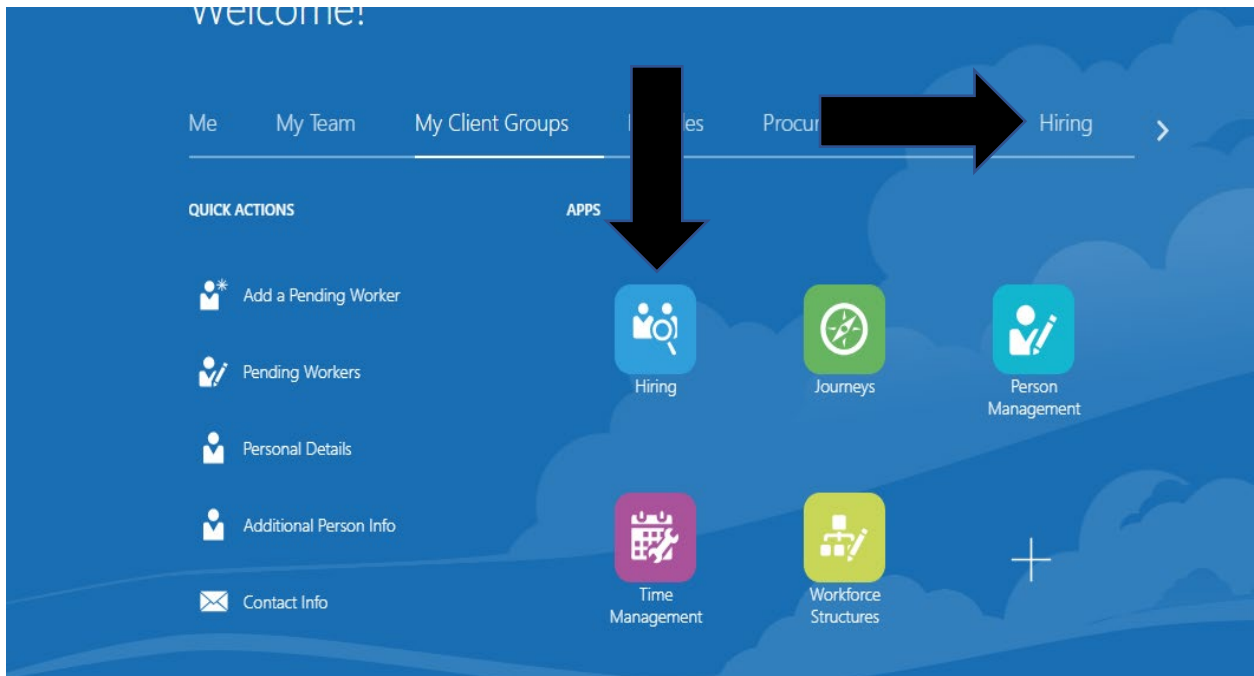 Welcome!
Me My Team My Client Groups Hiring
QUICK ACTIONS APPS
Add a Pending Worker
Pending Workers
Personal Details
Additional Person Info
Contact Info
Hiring
Journeys
Person
Management
Time
Management
Workforce
Structures